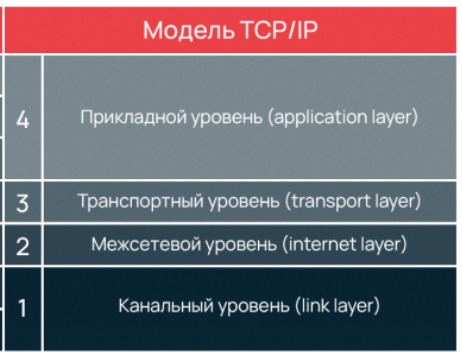 Модель TCP/IP
4 Прикладной уровень (application layer)
3 Транспортный уровень (transport layer)
2 Межсетевой уровень (internet layer)
1 Канальный уровень (link layer)